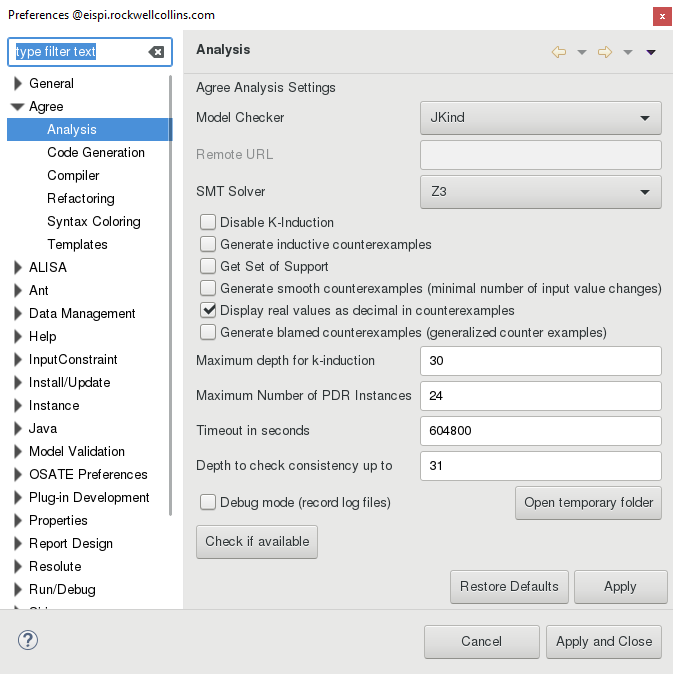 Preferences @eispi.rockwellcollins.com
x
type filter text
General
Agree
Analysis
Code Generation
Compiler
Refactoring
Syntax Coloring
Templates
ALISA
Ant
Data Management
Help
InputConstraint
Install/Update
Instance
Java
Model Validation
OSATE Preferences
Plug-in Development
Properties
Report Design
Resolute
Run/Debug
Analysis
Agree Analysis Settings
Model Checker JKind
Remote URL
SMT Solver Z3
Disable K-Induction
Generate inductive counterexamples
Get Set of Support
Generate smooth counterexamples (minimal number of input value changes)
Display real values as decimal in counterexamples
Generate blamed counterexamples (generalized counter examples)
Maximum depth for k-induction 30
Maximum Number of PDR Instances 24
Timeout in seconds 604800
Depth to check consistency up to 31
Debug mode (record log files) Open temporary folder
Check if available
Restore Defaults Apply
? Cancel Apply and Close